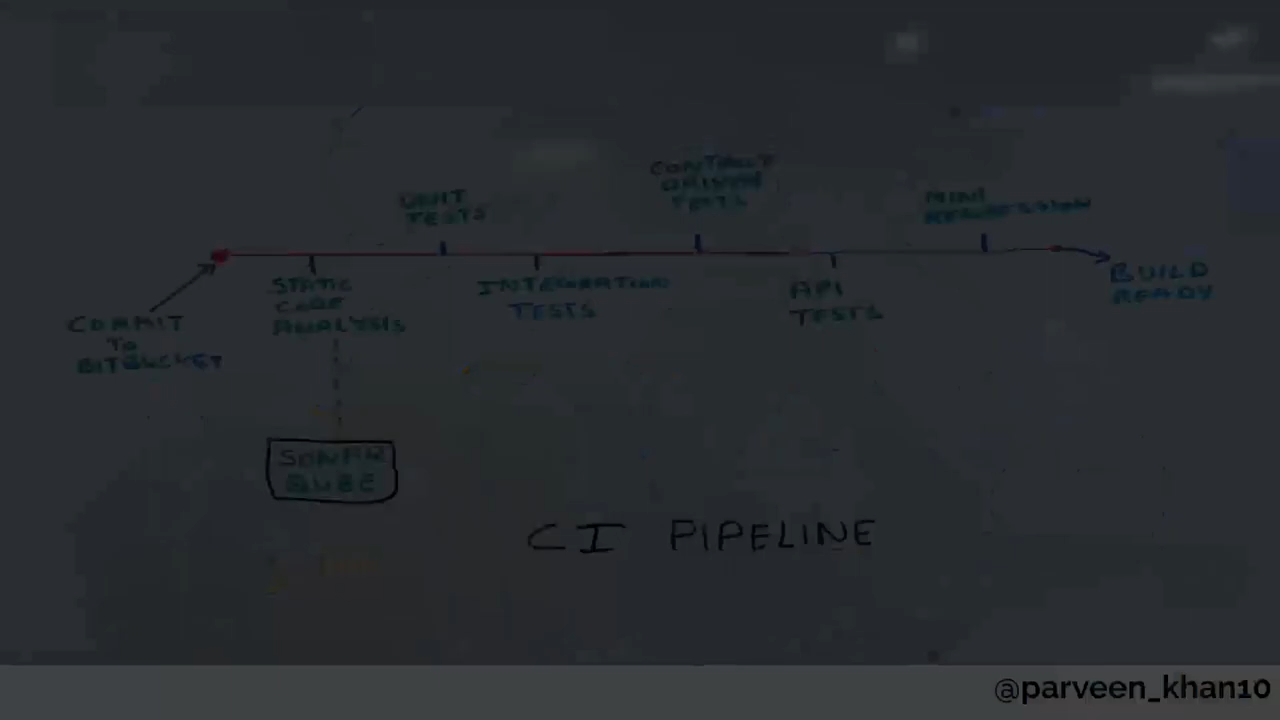 CONTRACT
DRIVEN
TESTS
UNIT
TESTS
MINI
REGRESSION
STATIC
CODE
ANALYSIS
INTEGRATION
TESTS
API
TESTS
BUILD
READY
COMMIT
TO
BITBUCKET
SONAR
QUBE
CI PIPELINE
@parveen_khan10